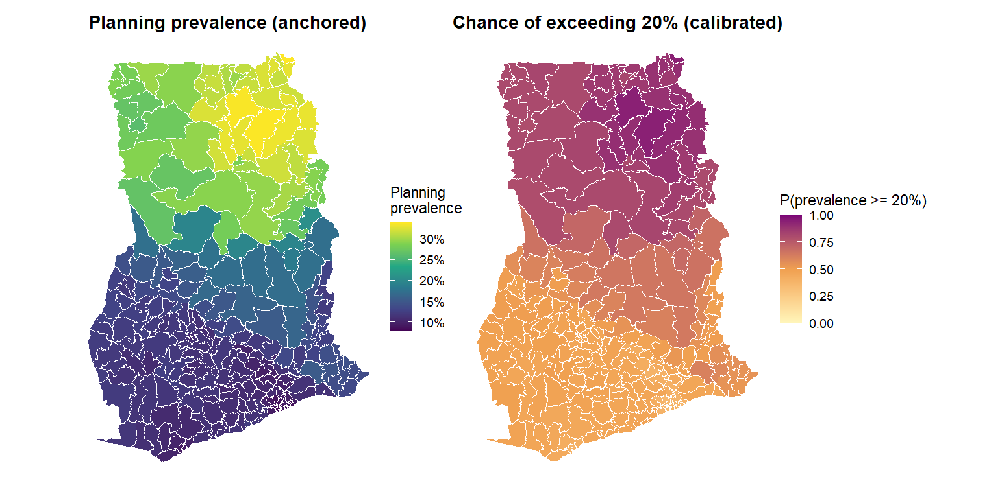 Planning prevalence (anchored)
Chance of exceeding 20% (calibrated)
Planning
prevalence
30%
25%
20%
15%
10%
P(prevalence >= 20%)
1.00
0.75
0.50
0.25
0.00